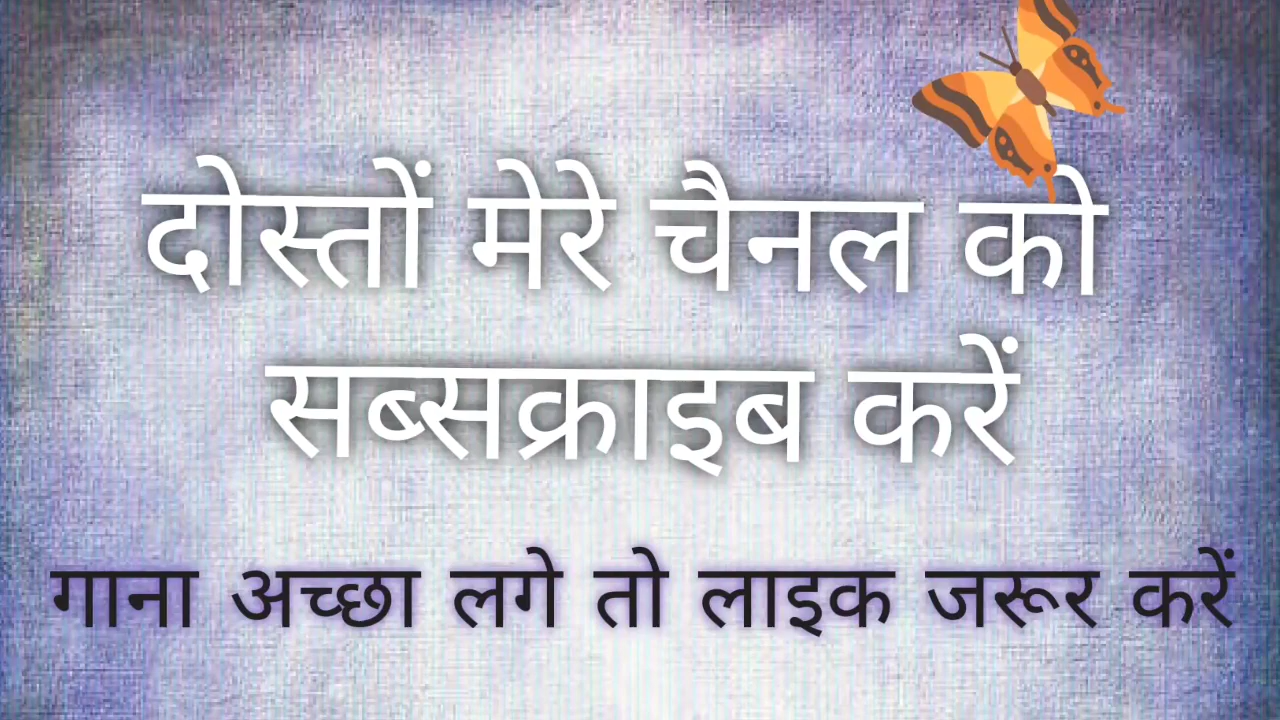 दोस्तों मेरे चैनल को
सब्सक्राइब करें
गाना अच्छा लगे तो लाइक जरूर करें